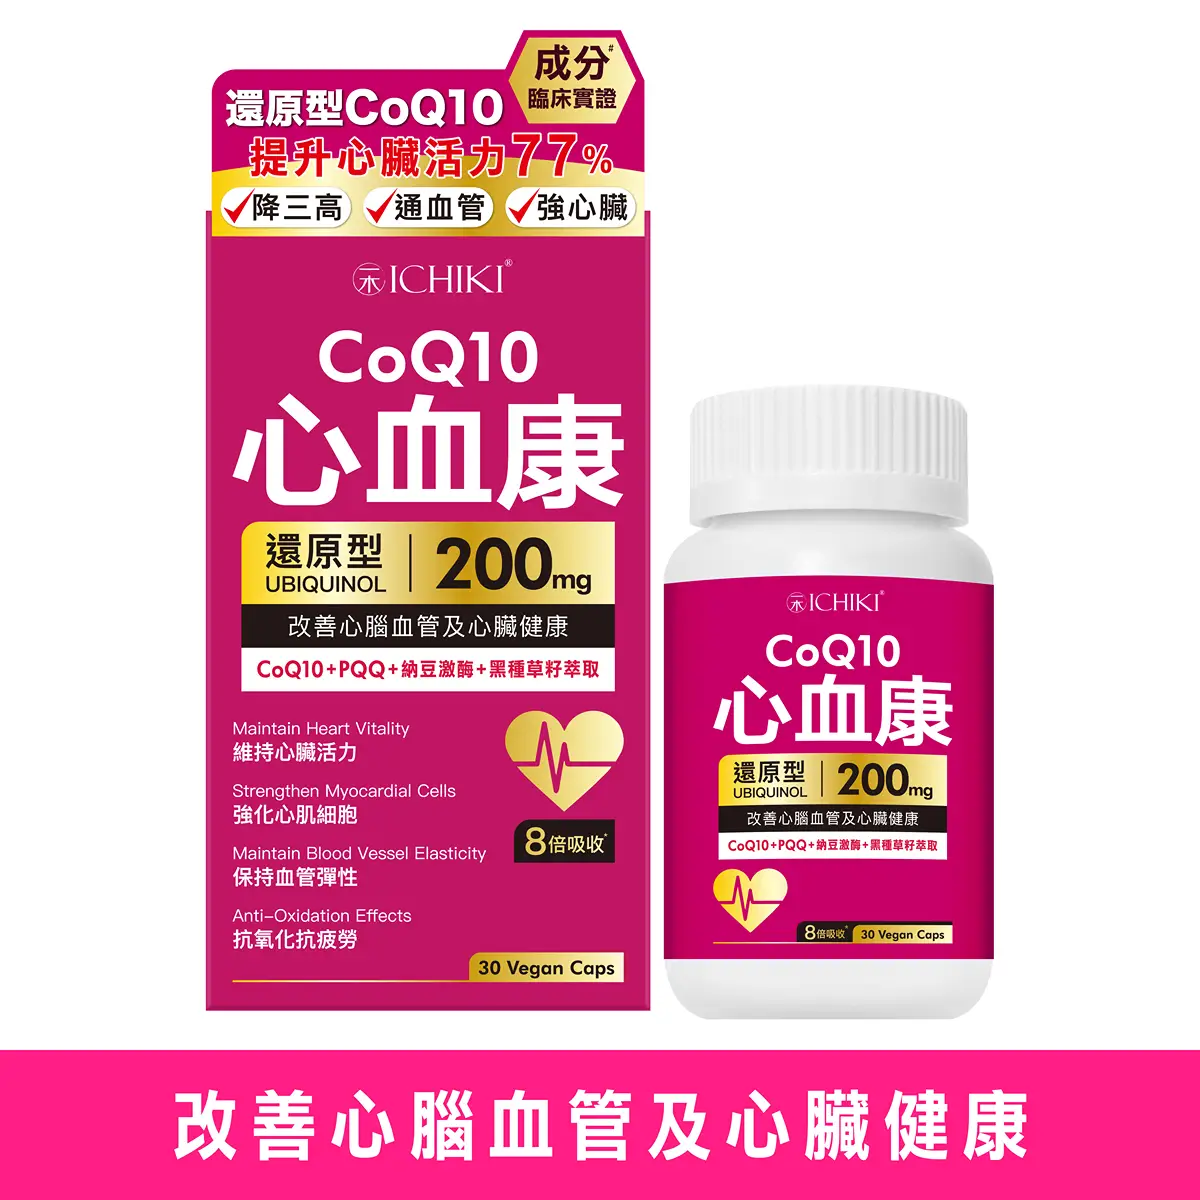 成分#
臨床實證
還原型CoQ10
提升心臟活力77%
降三高 通血管 強心臟
一木 ICHIKI®
CoQ10
心血康
還原型 200mg
UBIQUINOL
改善心腦血管及心臟健康
CoQ10+PQQ+納豆激酶+黑種草籽萃取
Maintain Heart Vitality
維持心臟活力
Strengthen Myocardial Cells
強化心肌細胞
Maintain Blood Vessel Elasticity
保持血管彈性
Anti-Oxidation Effects
抗氧化抗疲勞
8倍吸收*
30 Vegan Caps
一木 ICHIKI®
CoQ10
心血康
還原型 200mg
UBIQUINOL
改善心腦血管及心臟健康
CoQ10+PQQ+納豆激酶+黑種草籽萃取
8倍吸收* 30 Vegan Caps
改善心腦血管及心臟健康